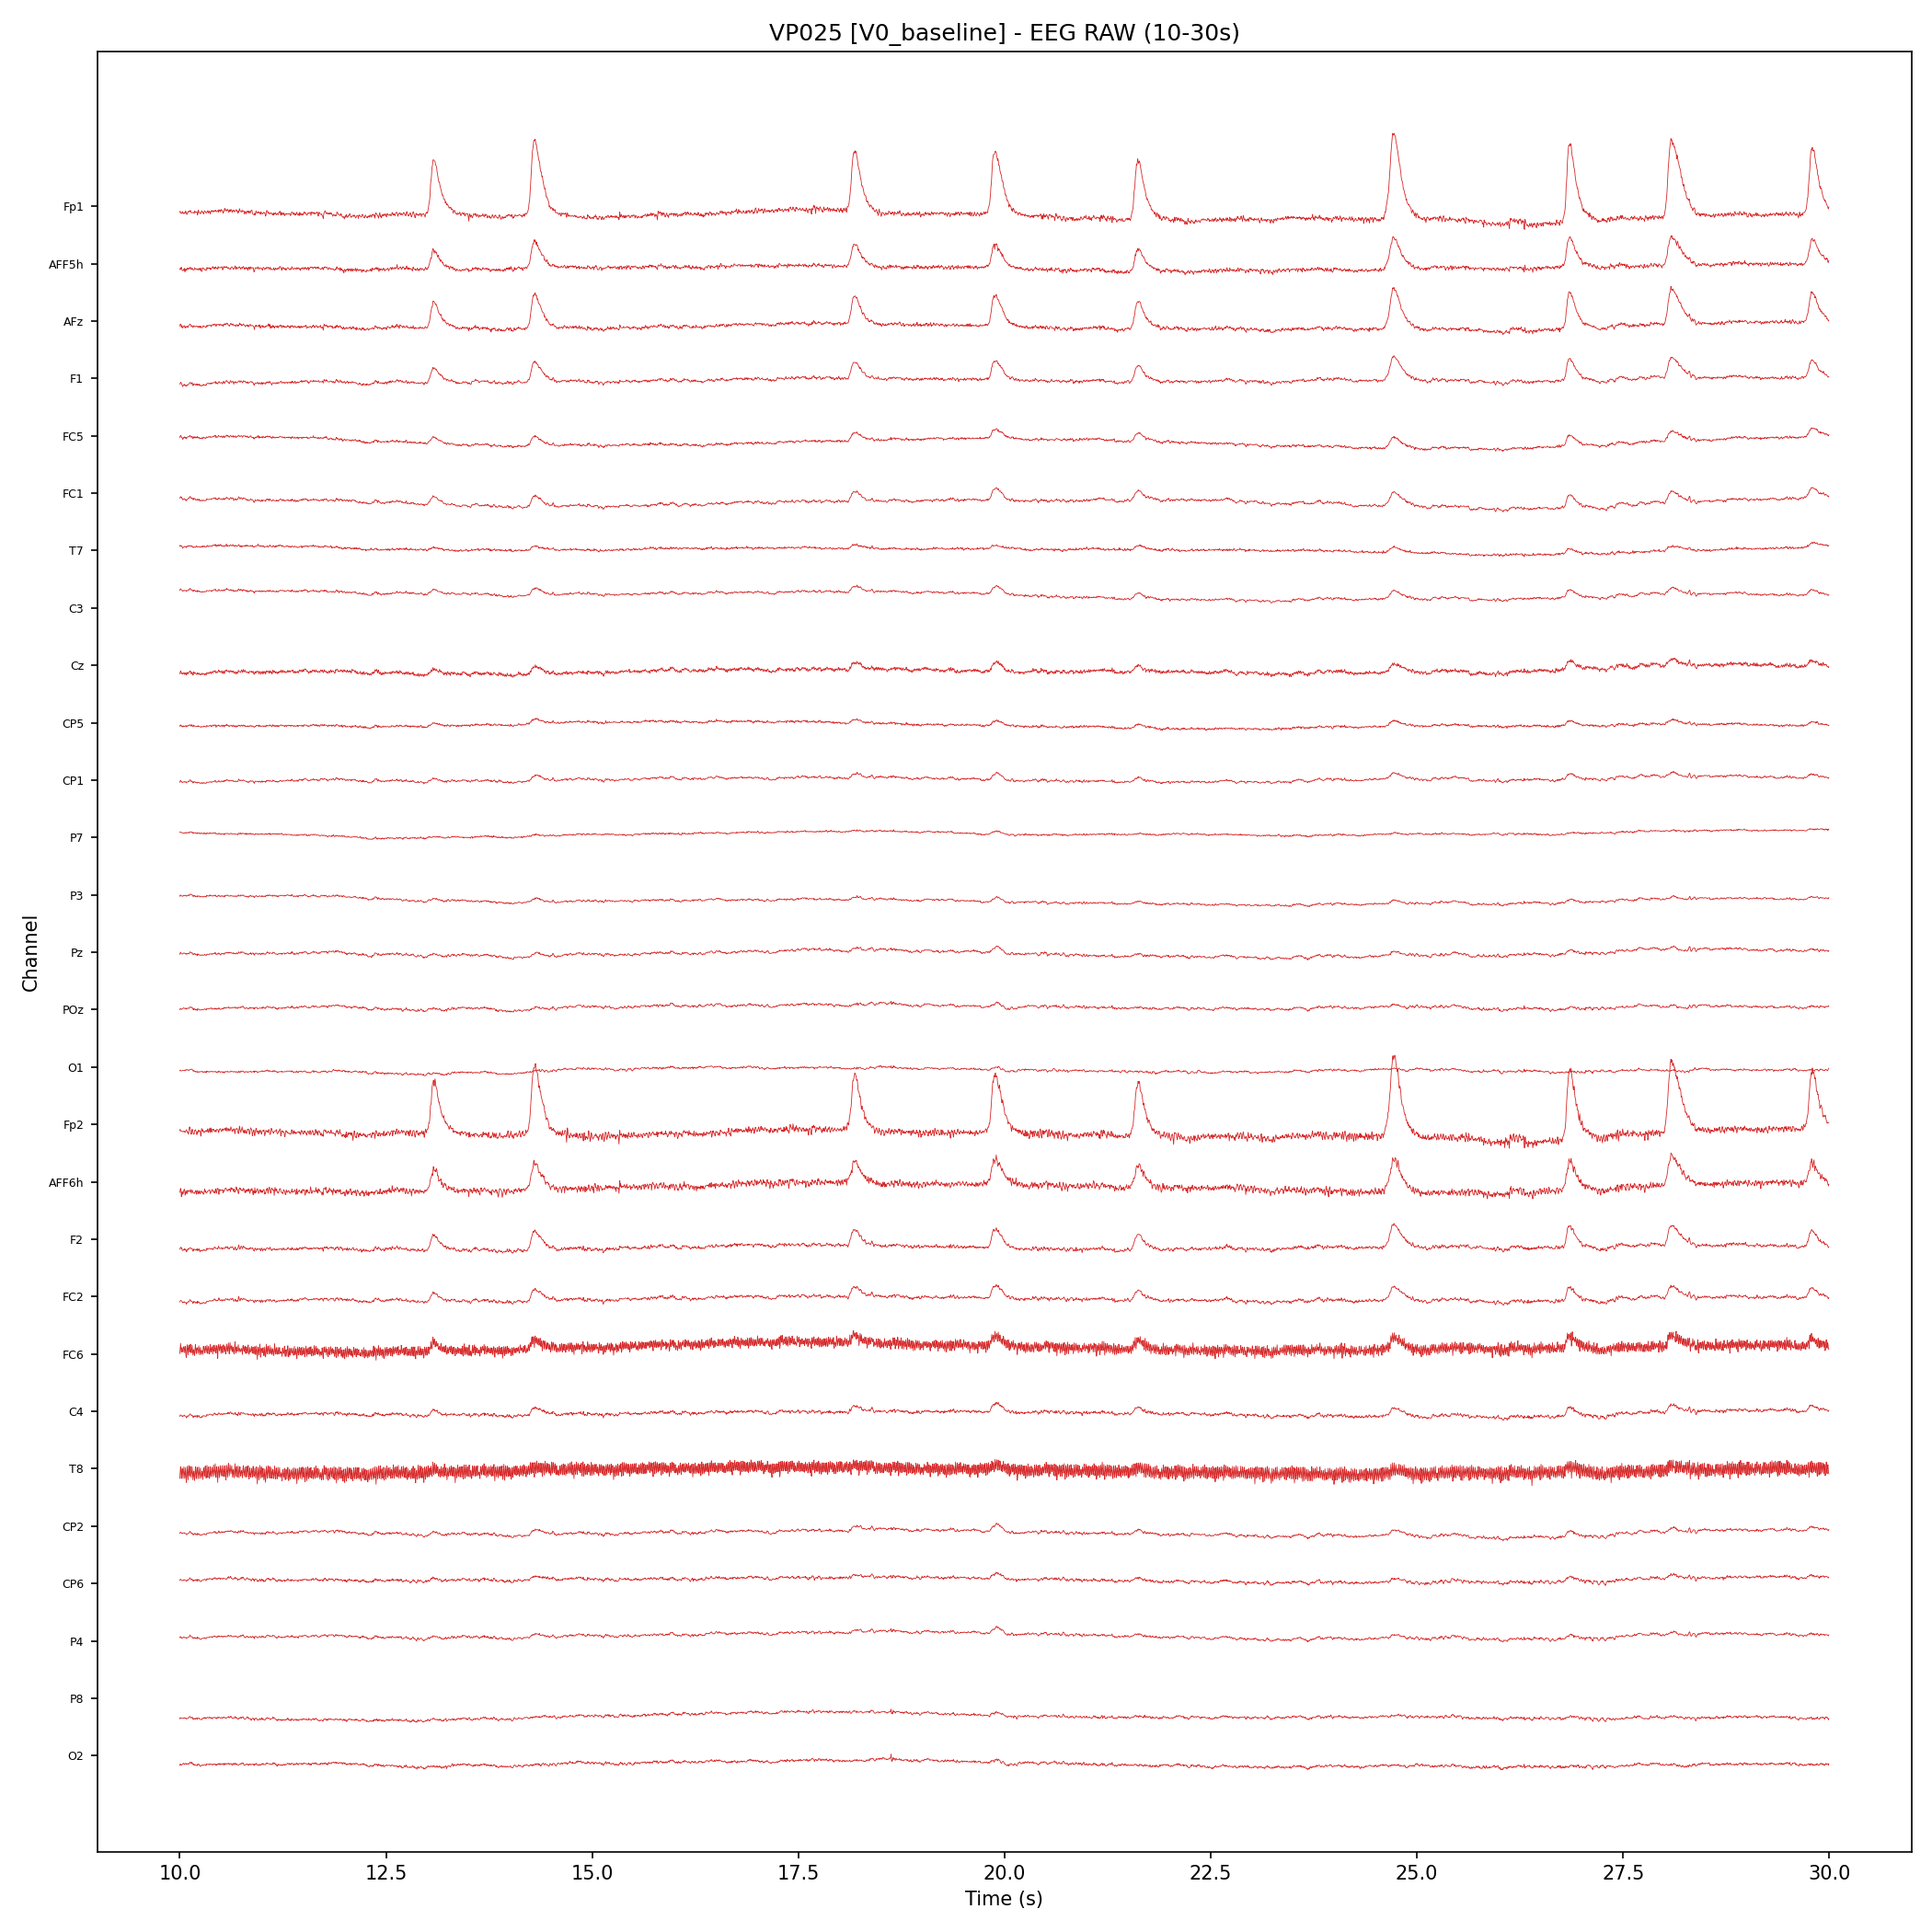 VP025 [V0_baseline] - EEG RAW (10-30s)
Channel
Fp1
AFF5h
AFz
F1
FC5
FC1
T7
C3
Cz
CP5
CP1
P7
P3
Pz
POz
O1
Fp2
AFF6h
F2
FC2
FC6
C4
T8
CP2
CP6
P4
P8
O2
10.0 12.5 15.0 17.5 20.0 22.5 25.0 27.5 30.0
Time (s)